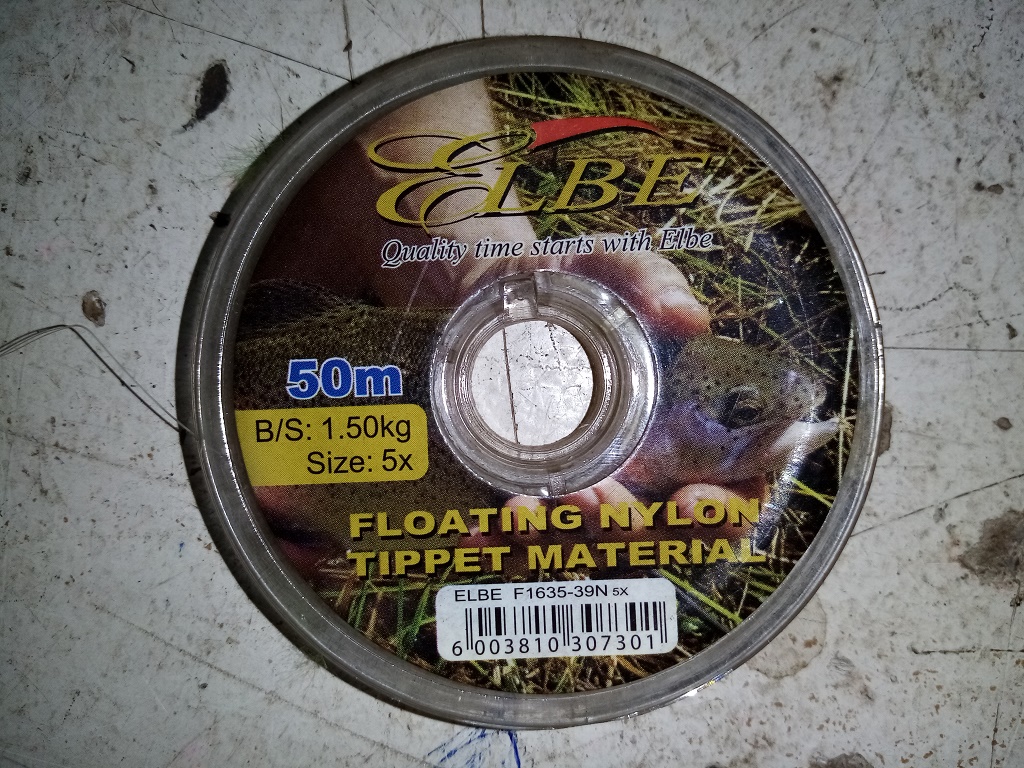 ELBE
Quality time starts with Elbe
50m
B/S: 1.50kg
Size: 5x
FLOATING NYLON
TIPPET MATERIAL
ELBE F1635-39N 5X
6 003810 307301